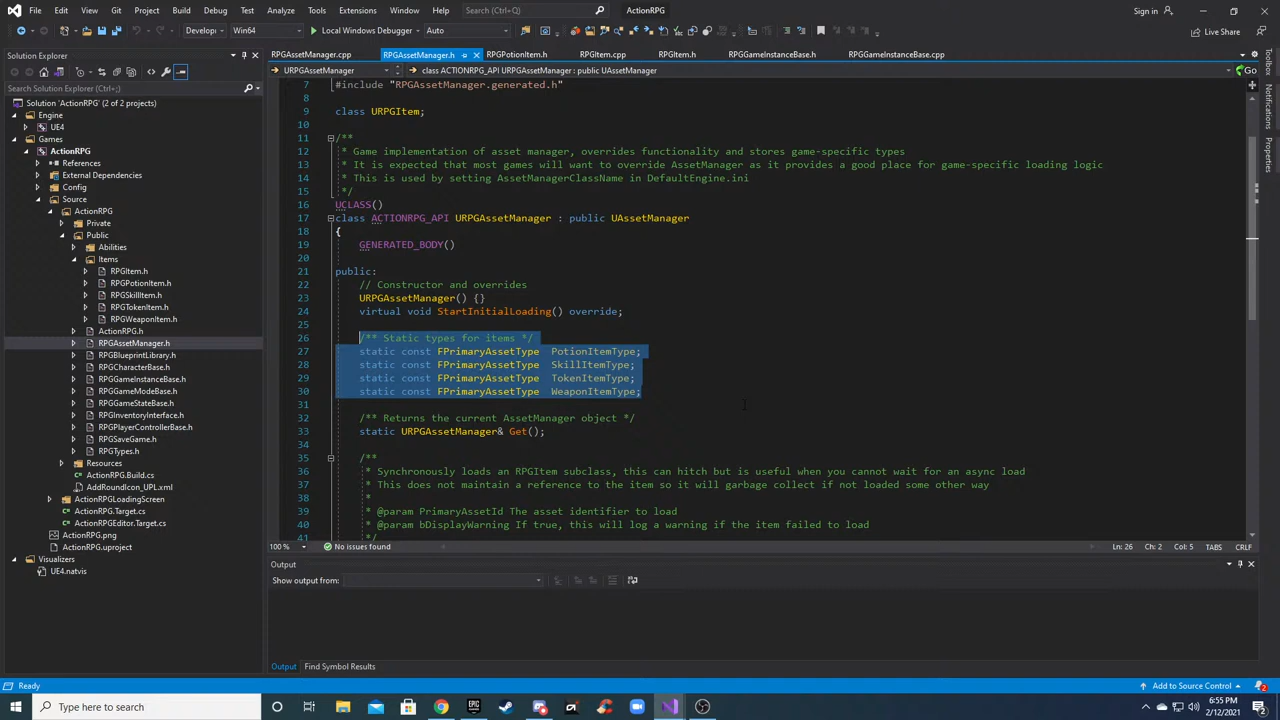 File Edit View Git Project Build Debug Test Analyze Tools Extensions Window Help Search (Ctrl+Q) ActionRPG Sign in
Develop Win64 Local Windows Debugger Auto Live Share
Solution Explorer
Search Solution Explorer (Ctrl+;)
Solution 'ActionRPG' (2 of 2 projects)
Engine
UE4
Games
ActionRPG
References
External Dependencies
Config
Source
ActionRPG
Private
Public
Abilities
Items
RPGItem.h
RPGPotionItem.h
RPGSkillItem.h
RPGTokenItem.h
RPGWeaponItem.h
ActionRPG.h
RPGAssetManager.h
RPGBlueprintLibrary.h
RPGCharacterBase.h
RPGGameInstanceBase.h
RPGGameModeBase.h
RPGGameStateBase.h
RPGInventoryInterface.h
RPGPlayerControllerBase.h
RPGSaveGame.h
RPGTypes.h
Resources
ActionRPG.Build.cs
AddRoundIcon_UPL.xml
ActionRPGLoadingScreen
ActionRPG.Target.cs
ActionRPGEditor.Target.cs
ActionRPG.png
ActionRPG.uproject
Visualizers
UE4.natvis
RPGAssetManager.cpp RPGAssetManager.h RPGPotionItem.h RPGItem.cpp RPGItem.h RPGGameInstanceBase.h RPGGameInstanceBase.cpp
URPGAssetManager class ACTIONRPG_API URPGAssetManager : public UAssetManager Go
7 #include "RPGAssetManager.generated.h"
8
9 class URPGItem;
10
11 /**
12 * Game implementation of asset manager, overrides functionality and stores game-specific types
13 * It is expected that most games will want to override AssetManager as it provides a good place for game-specific loading logic
14 * This is used by setting AssetManagerClassName in DefaultEngine.ini
15 */
16 UCLASS()
17 class ACTIONRPG_API URPGAssetManager : public UAssetManager
18 {
19 GENERATED_BODY()
20
21 public:
22 // Constructor and overrides
23 URPGAssetManager() {}
24 virtual void StartInitialLoading() override;
25
26 /** Static types for items */
27 static const FPrimaryAssetType PotionItemType;
28 static const FPrimaryAssetType SkillItemType;
29 static const FPrimaryAssetType TokenItemType;
30 static const FPrimaryAssetType WeaponItemType;
31
32 /** Returns the current AssetManager object */
33 static URPGAssetManager& Get();
34
35 /**
36 * Synchronously loads an RPGItem subclass, this can hitch but is useful when you cannot wait for an async load
37 * This does not maintain a reference to the item so it will garbage collect if not loaded some other way
38 *
39 * @param PrimaryAssetId The asset identifier to load
40 * @param bDisplayWarning If true, this will log a warning if the item failed to load
41 */
100 % No issues found Ln: 26 Ch: 2 Col: 5 TABS CRLF
Output
Show output from:
Output Find Symbol Results
Toolbox
Notifications
Properties
Ready Add to Source Control 2
Type here to search
EPIC
6:55 PM
2/12/2021
2